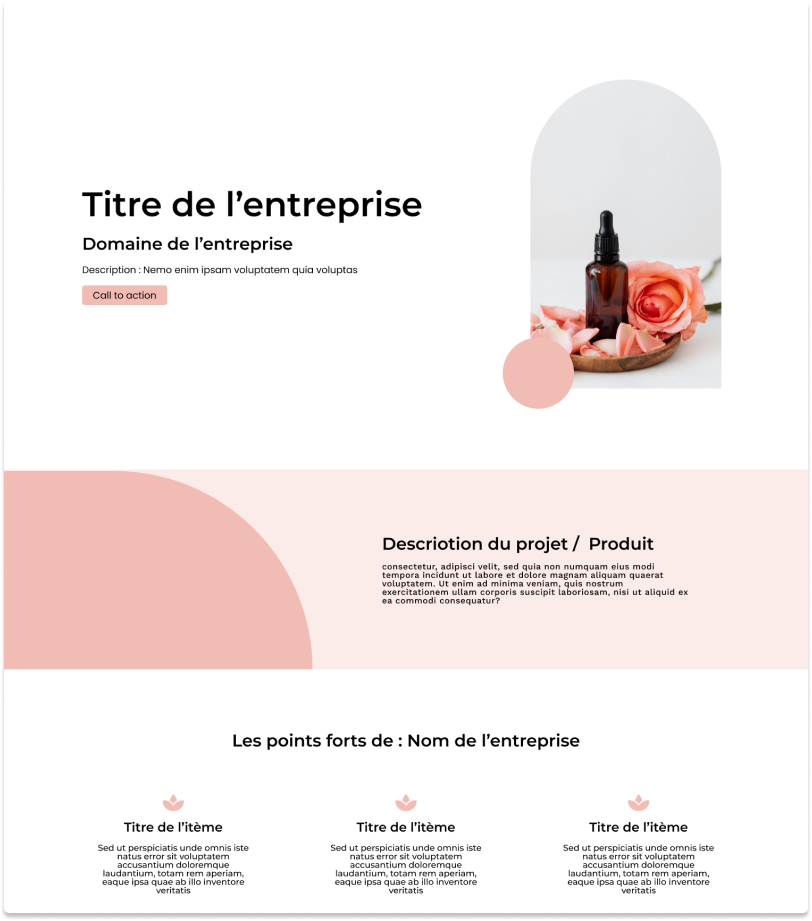 Titre de l’entreprise
Domaine de l’entreprise
Description : Nemo enim ipsam voluptatem quia voluptas
Call to action
Descriotion du projet / Produit
consectetur, adipisci velit, sed quia non numquam eius modi
tempora incidunt ut labore et dolore magnam aliquam quaerat
voluptatem. Ut enim ad minima veniam, quis nostrum
exercitationem ullam corporis suscipit laboriosam, nisi ut aliquid ex
ea commodi consequatur?
Les points forts de : Nom de l’entreprise
Titre de l’itème
Sed ut perspiciatis unde omnis iste
natus error sit voluptatem
accusantium doloremque
laudantium, totam rem aperiam,
eaque ipsa quae ab illo inventore
veritatis
Titre de l’itème
Sed ut perspiciatis unde omnis iste
natus error sit voluptatem
accusantium doloremque
laudantium, totam rem aperiam,
eaque ipsa quae ab illo inventore
veritatis
Titre de l’itème
Sed ut perspiciatis unde omnis iste
natus error sit voluptatem
accusantium doloremque
laudantium, totam rem aperiam,
eaque ipsa quae ab illo inventore
veritatis